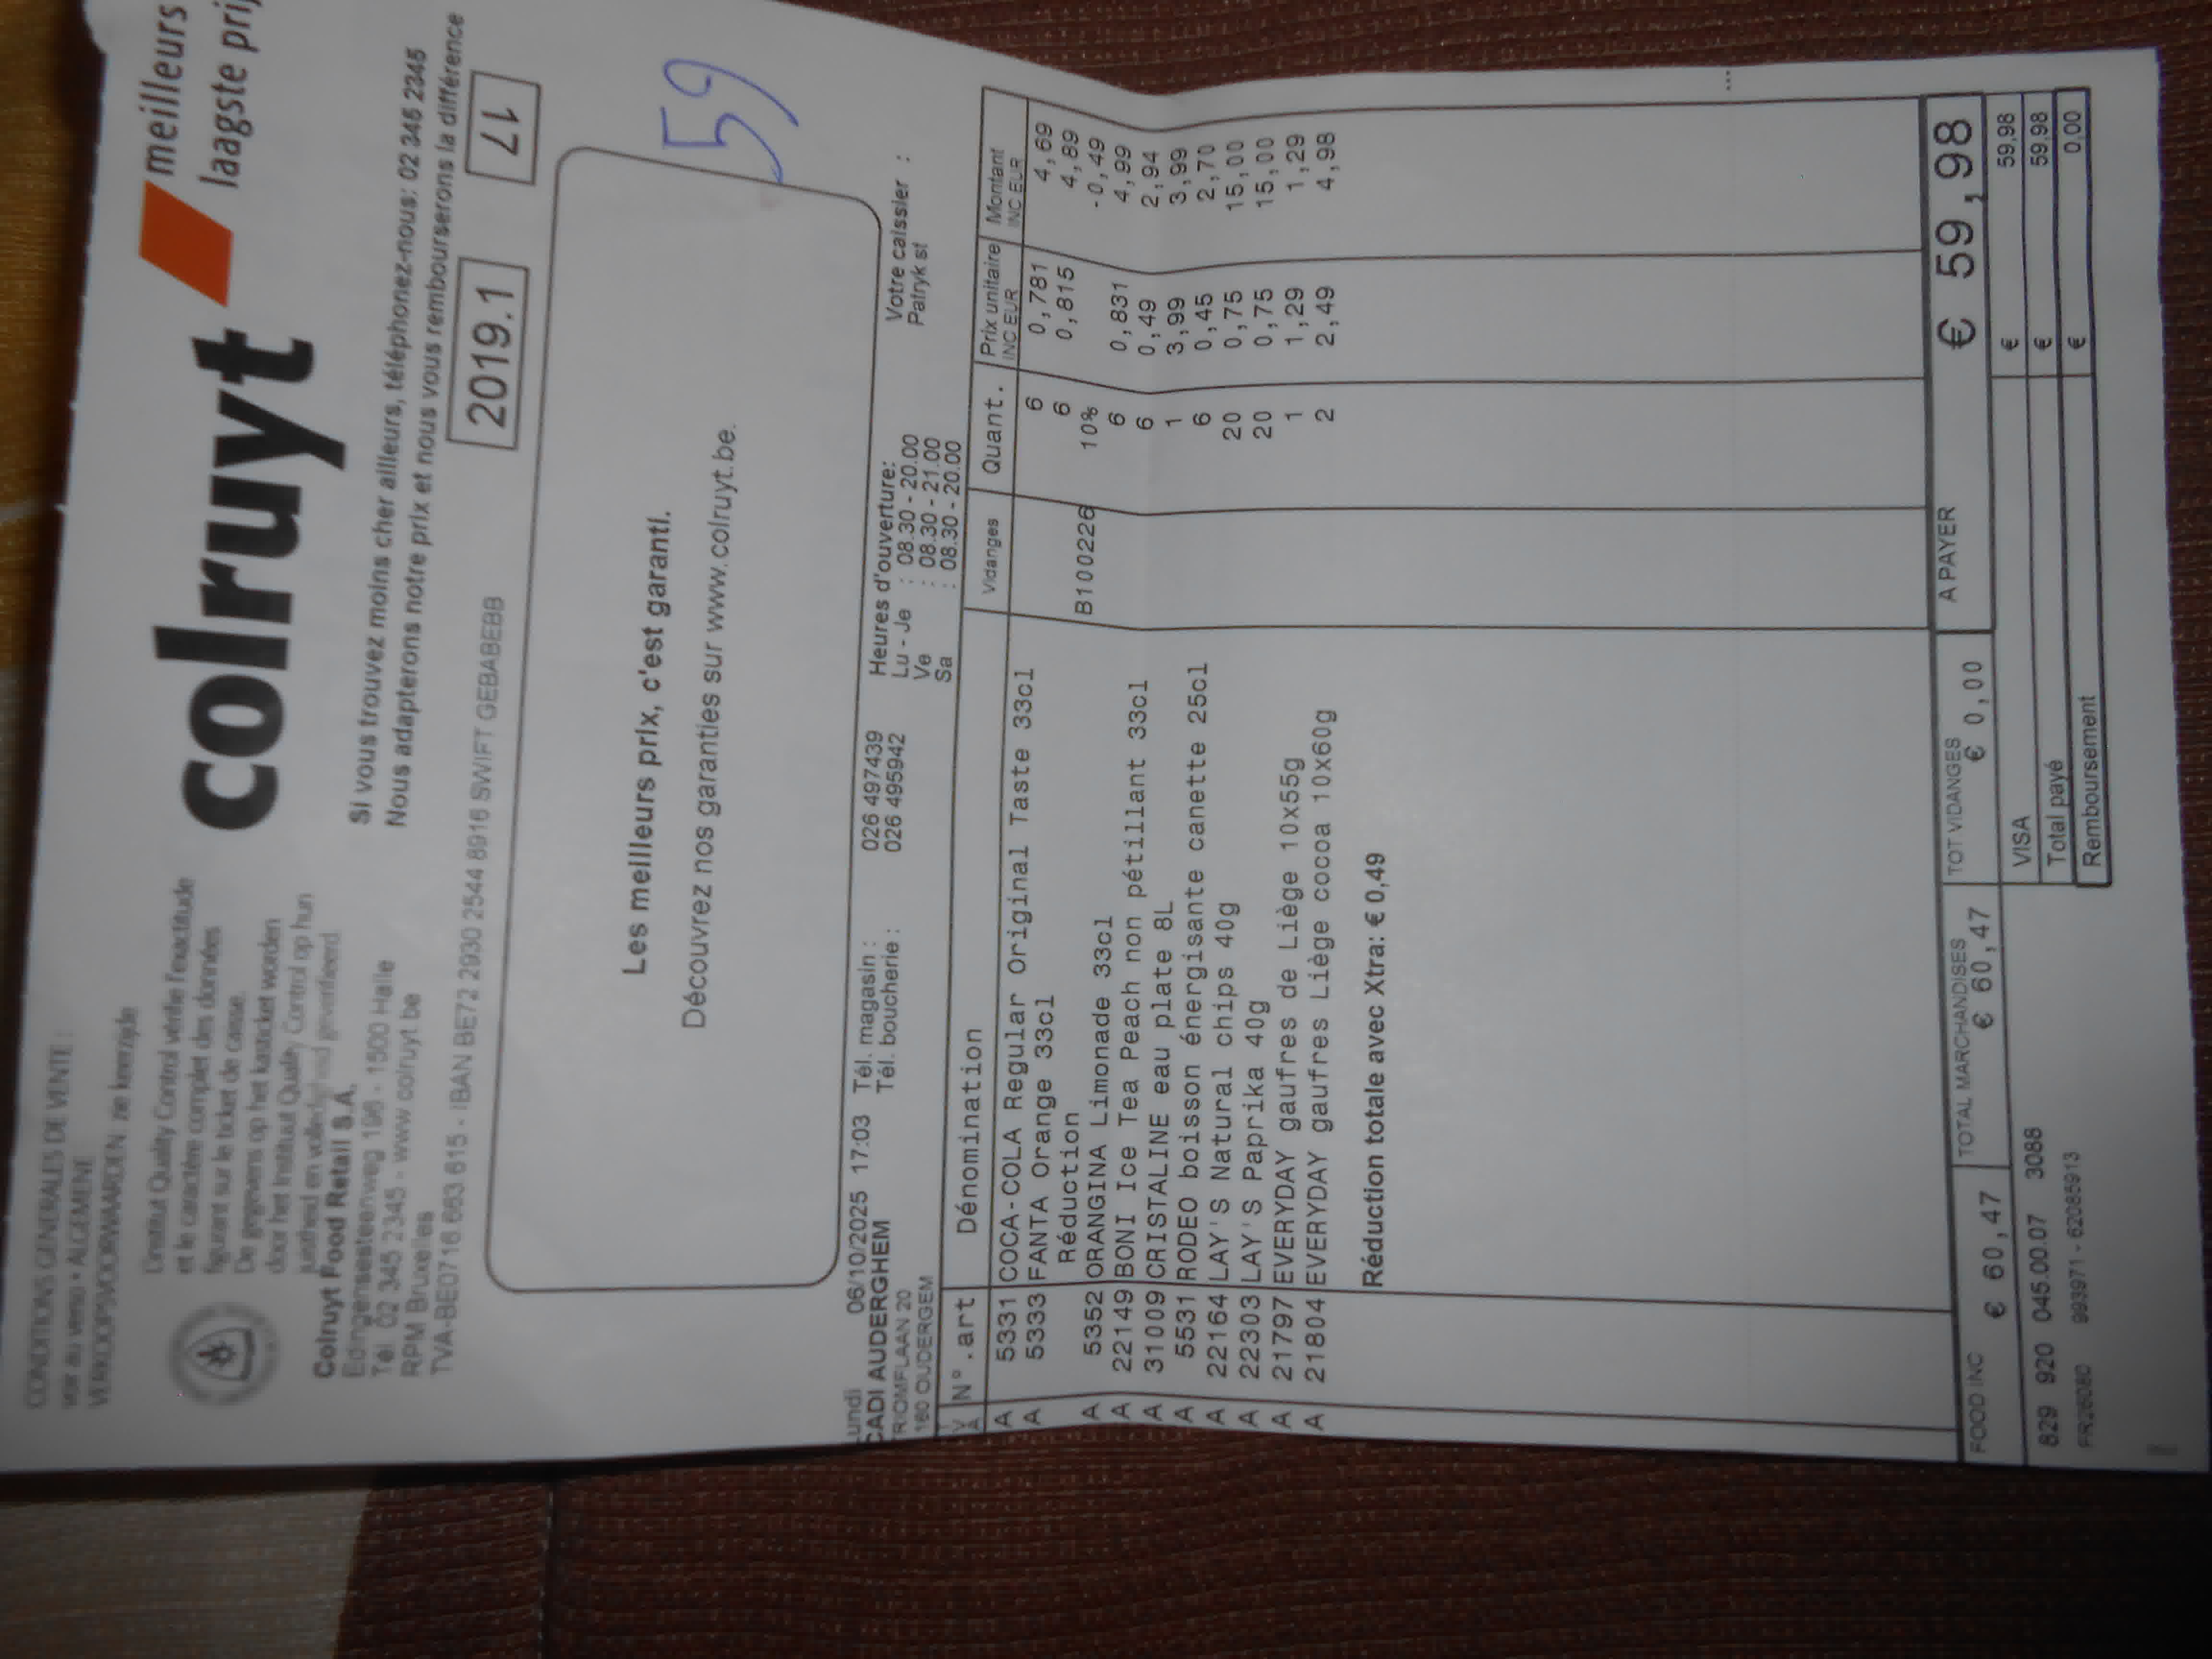 CONDITIONS GENERALES DE VENTE :
voir au verso • ALGEMENE
VERKOOPSVOORWAARDEN: zie keerzijde
L'institut Quality Control vérifie l'exactitude
et le caractère complet des données
figurant sur le ticket de caisse.
De gegevens op het kasticket worden
door het Instituut Quality Control op hun
juistheid en volledigheid geverifieerd.
colruyt
meilleurs
laagste prij
Colruyt Food Retail S.A.
Edingensesteenweg 196 - 1500 Halle
Tél. 02 345 2345 - www.colruyt.be
RPM Bruxelles
TVA-BE0716 663 615 - IBAN BE72 2930 2544 8916 SWIFT GEBABEBB
Si vous trouvez moins cher ailleurs, téléphonez-nous: 02 345 2345
Nous adapterons notre prix et nous vous rembourserons la différence
2019.1
17
Les meilleurs prix, c'est garanti.
Découvrez nos garanties sur www.colruyt.be.
59
Lundi 06/10/2025 17:03 Tél. magasin : 026 497439 Heures d'ouverture:
CADI AUDERGHEM Tél. boucherie : 026 495942 Lu - Je : 08.30 - 20.00 Votre caissier :
TRIOMFLAAN 20 Ve : 08.30 - 21.00 Patryk st
1160 OUDERGEM Sa : 08.30 - 20.00
N°.art Dénomination Vidanges Quant. Prix unitaire INC EUR Montant INC EUR
A 5331 COCA-COLA Regular Original Taste 33cl 6 0,781 4,69
A 5333 FANTA Orange 33cl 6 0,815 4,89
Réduction B100226 10% -0,49
A 5352 ORANGINA Limonade 33cl 6 0,831 4,99
A 22149 BONI Ice Tea Peach non pétillant 33cl 6 0,49 2,94
A 31009 CRISTALINE eau plate 8L 1 3,99 3,99
A 5531 RODEO boisson énergisante canette 25cl 6 0,45 2,70
A 22164 LAY'S Natural chips 40g 20 0,75 15,00
A 22303 LAY'S Paprika 40g 20 0,75 15,00
A 21797 EVERYDAY gaufres de Liège 10x55g 1 1,29 1,29
A 21804 EVERYDAY gaufres Liège cocoa 10x60g 2 2,49 4,98
Réduction totale avec Xtra: € 0,49
FOOD INC € 60,47 TOTAL MARCHANDISES € 60,47 TOT VIDANGES € 0,00 A PAYER € 59,98
829 920 045.00.07 3088 VISA € 59,98
FR26080 993971 - 62085913 Total payé € 59,98
Remboursement € 0,00